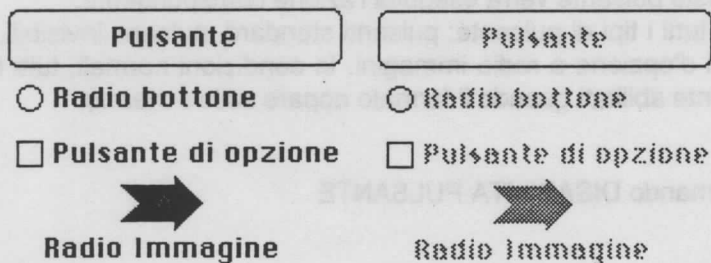 Pulsante Pulsante
Radio bottone Radio bottone
Pulsante di opzione Pulsante di opzione
Radio Immagine Radio Immagine